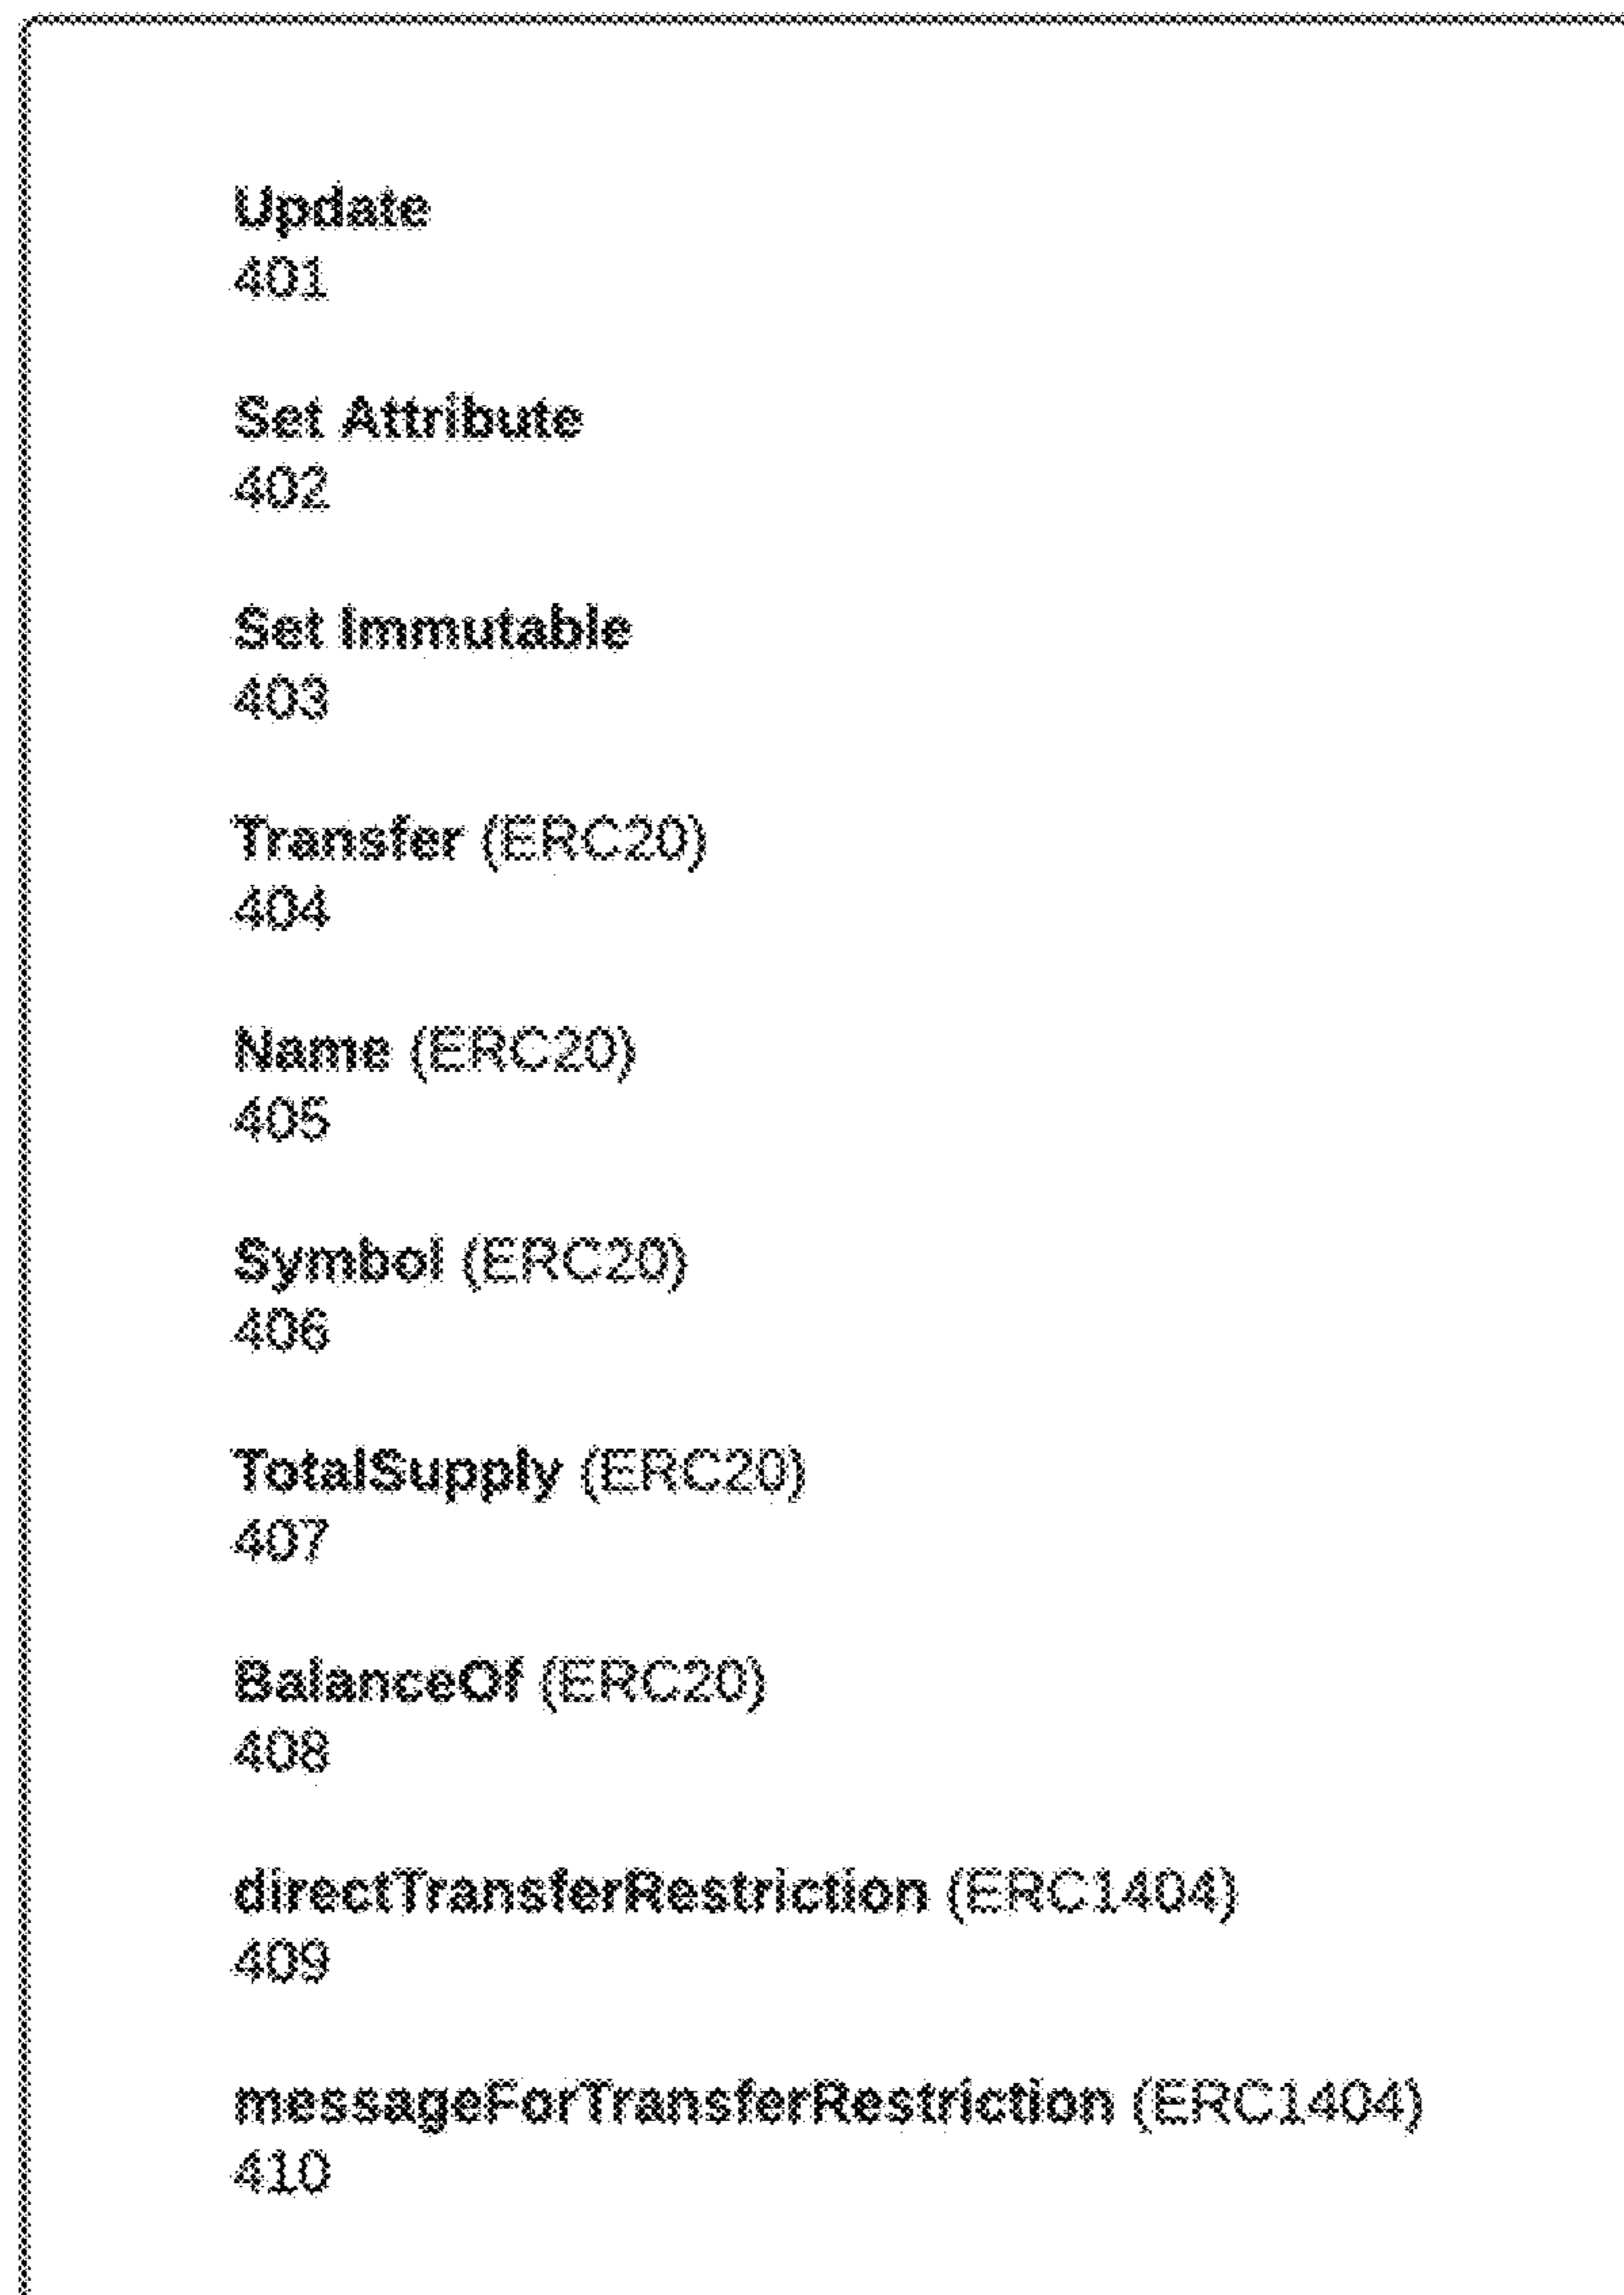 Update
401
Set Attribute
402
Set Immutable
403
Transfer (ERC20)
404
Name (ERC20)
405
Symbol (ERC20)
406
TotalSupply (ERC20)
407
BalanceOf (ERC20)
408
directTransferRestriction (ERC1404)
409
messageForTransferRestriction (ERC1404)
410